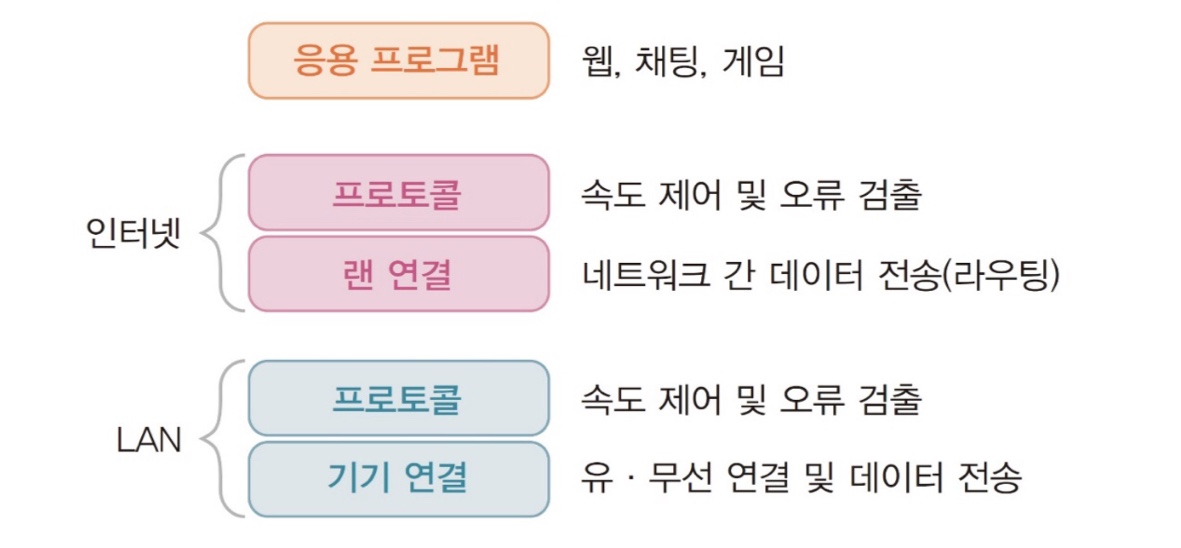 응용 프로그램 웹, 채팅, 게임
인터넷
프로토콜 속도 제어 및 오류 검출
랜 연결 네트워크 간 데이터 전송(라우팅)
LAN
프로토콜 속도 제어 및 오류 검출
기기 연결 유·무선 연결 및 데이터 전송